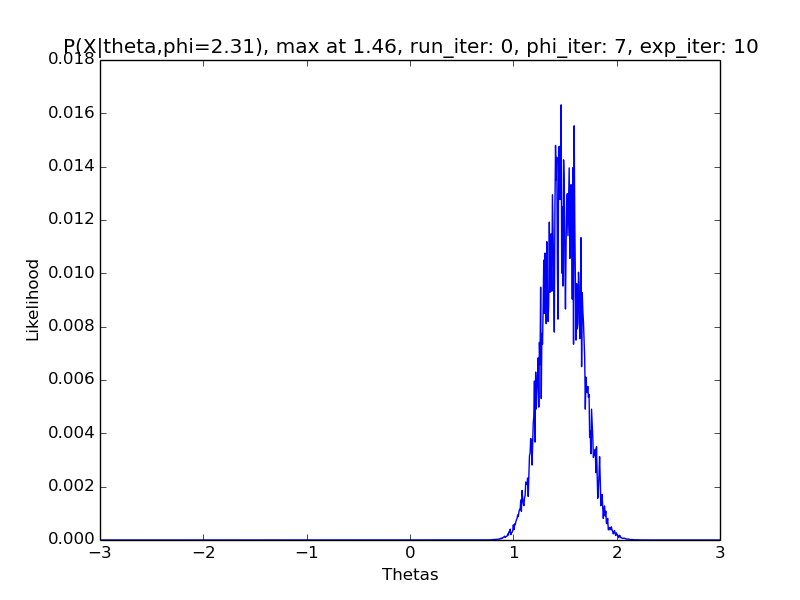 P(X|theta,phi=2.31), max at 1.46, run_iter: 0, phi_iter: 7, exp_iter: 10
0.018
0.016
0.014
0.012
0.010
0.008
0.006
0.004
0.002
0.000
Likelihood
−3 −2 −1 0 1 2 3
Thetas